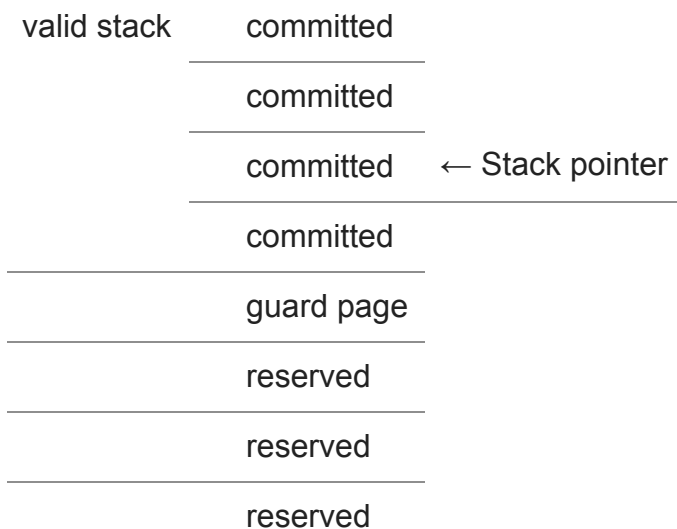 valid stack committed
committed
committed ← Stack pointer
committed
guard page
reserved
reserved
reserved